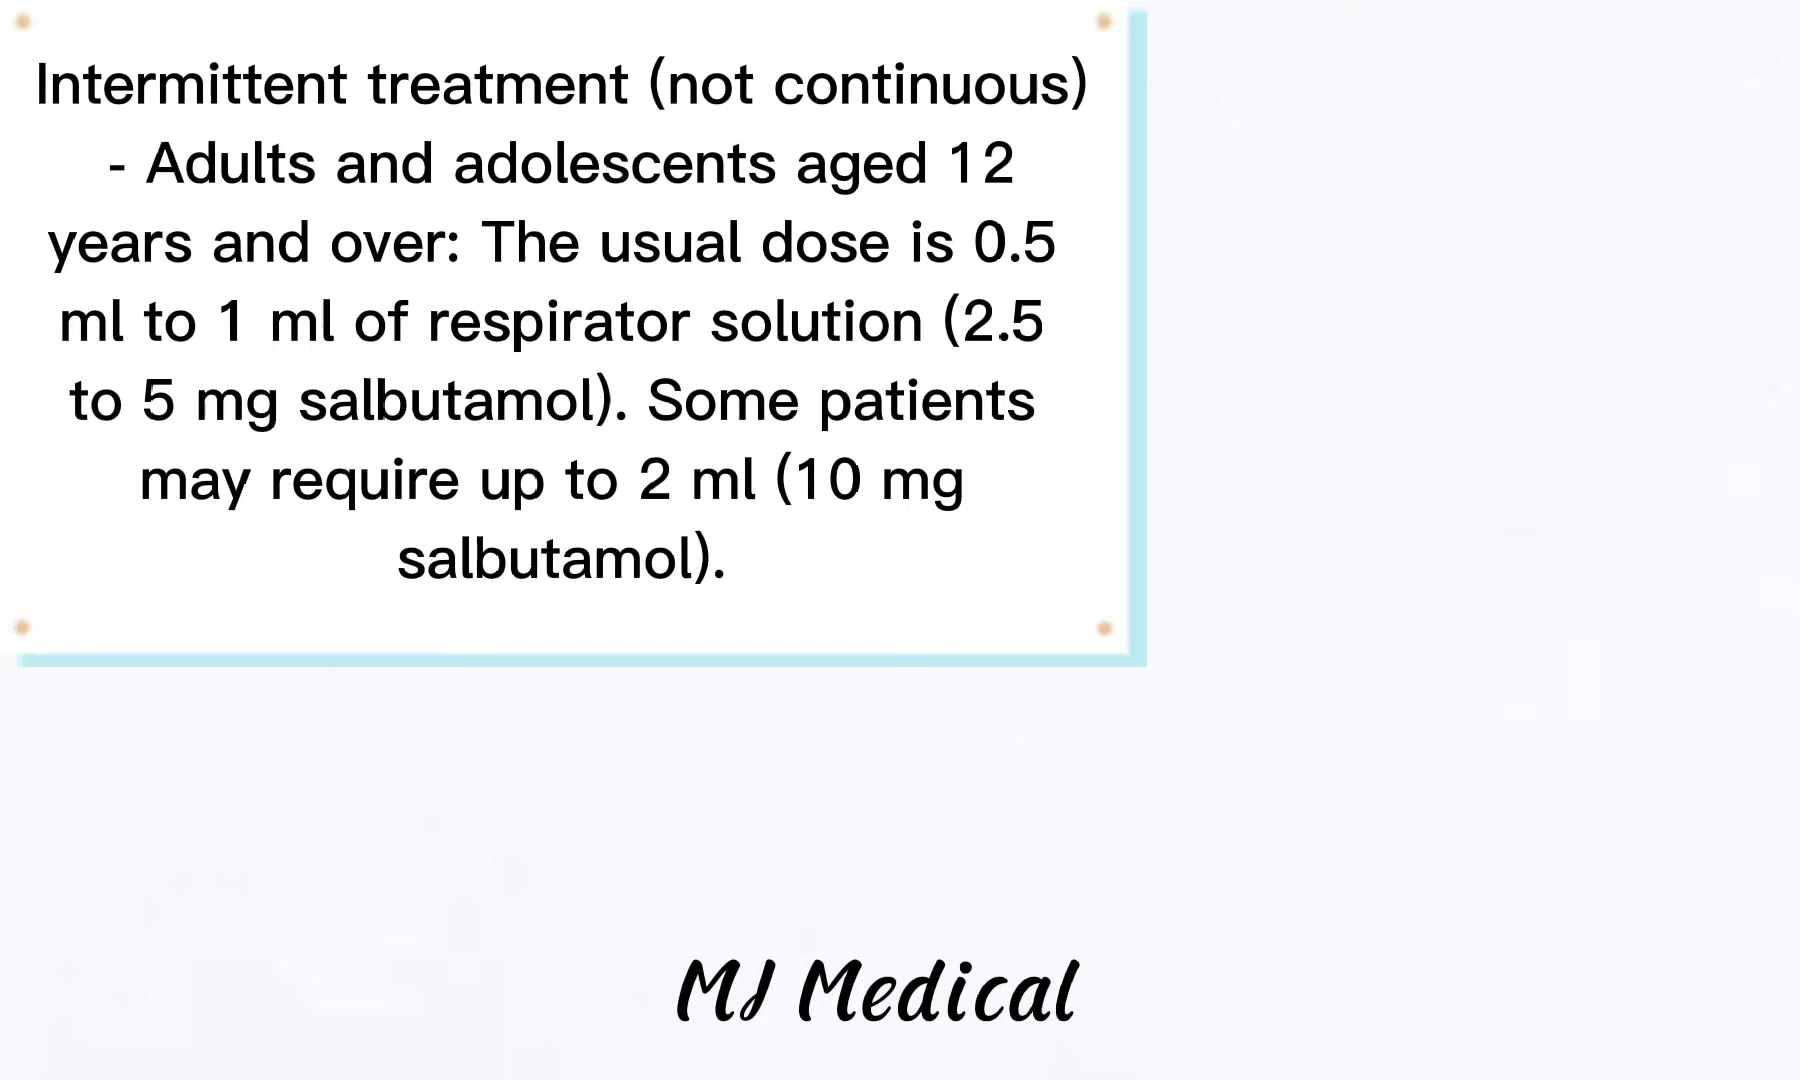 Intermittent treatment (not continuous)
- Adults and adolescents aged 12
years and over: The usual dose is 0.5
ml to 1 ml of respirator solution (2.5
to 5 mg salbutamol). Some patients
may require up to 2 ml (10 mg
salbutamol).
MJ Medical